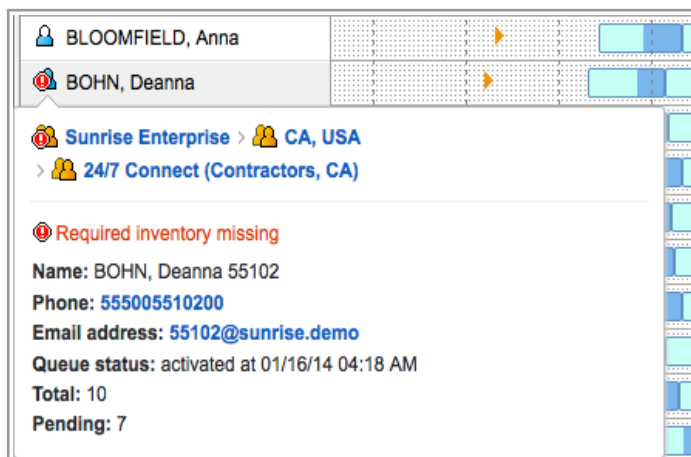 BLOOMFIELD, Anna
BOHN, Deanna
Sunrise Enterprise > CA, USA
> 24/7 Connect (Contractors, CA)
Required inventory missing
Name: BOHN, Deanna 55102
Phone: 555005510200
Email address: 55102@sunrise.demo
Queue status: activated at 01/16/14 04:18 AM
Total: 10
Pending: 7